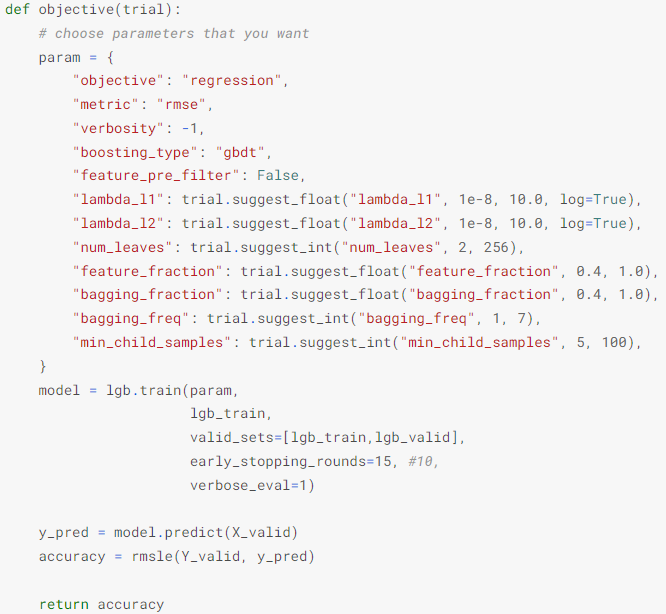 def objective(trial):
    # choose parameters that you want
    param = {
        "objective": "regression",
        "metric": "rmse",
        "verbosity": -1,
        "boosting_type": "gbdt",
        "feature_pre_filter": False,
        "lambda_l1": trial.suggest_float("lambda_l1", 1e-8, 10.0, log=True),
        "lambda_l2": trial.suggest_float("lambda_l2", 1e-8, 10.0, log=True),
        "num_leaves": trial.suggest_int("num_leaves", 2, 256),
        "feature_fraction": trial.suggest_float("feature_fraction", 0.4, 1.0),
        "bagging_fraction": trial.suggest_float("bagging_fraction", 0.4, 1.0),
        "bagging_freq": trial.suggest_int("bagging_freq", 1, 7),
        "min_child_samples": trial.suggest_int("min_child_samples", 5, 100),
    }
    model = lgb.train(param,
                      lgb_train,
                      valid_sets=[lgb_train,lgb_valid],
                      early_stopping_rounds=15, #10,
                      verbose_eval=1)

    y_pred = model.predict(X_valid)
    accuracy = rmsle(Y_valid, y_pred)

    return accuracy